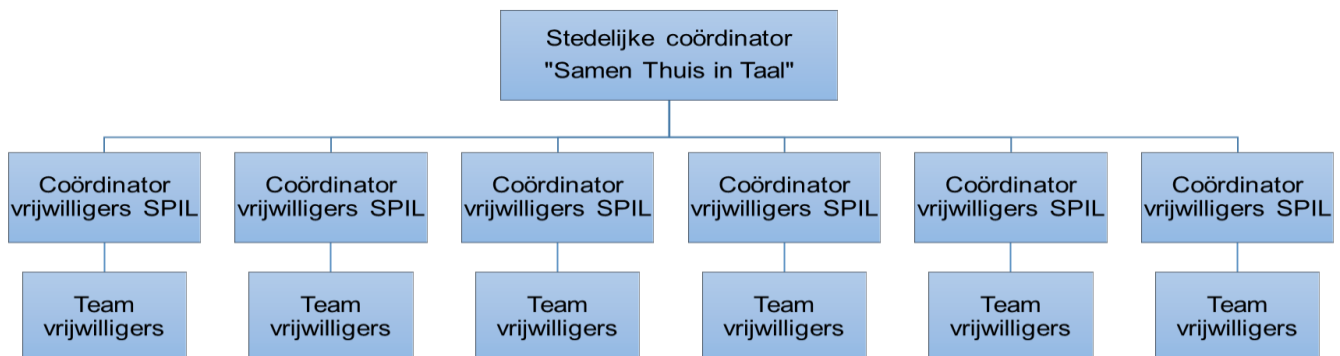 Stedelijke coördinator
"Samen Thuis in Taal"
Coördinator
vrijwilligers SPIL
Coördinator
vrijwilligers SPIL
Coördinator
vrijwilligers SPIL
Coördinator
vrijwilligers SPIL
Coördinator
vrijwilligers SPIL
Coördinator
vrijwilligers SPIL
Team
vrijwilligers
Team
vrijwilligers
Team
vrijwilligers
Team
vrijwilligers
Team
vrijwilligers
Team
vrijwilligers